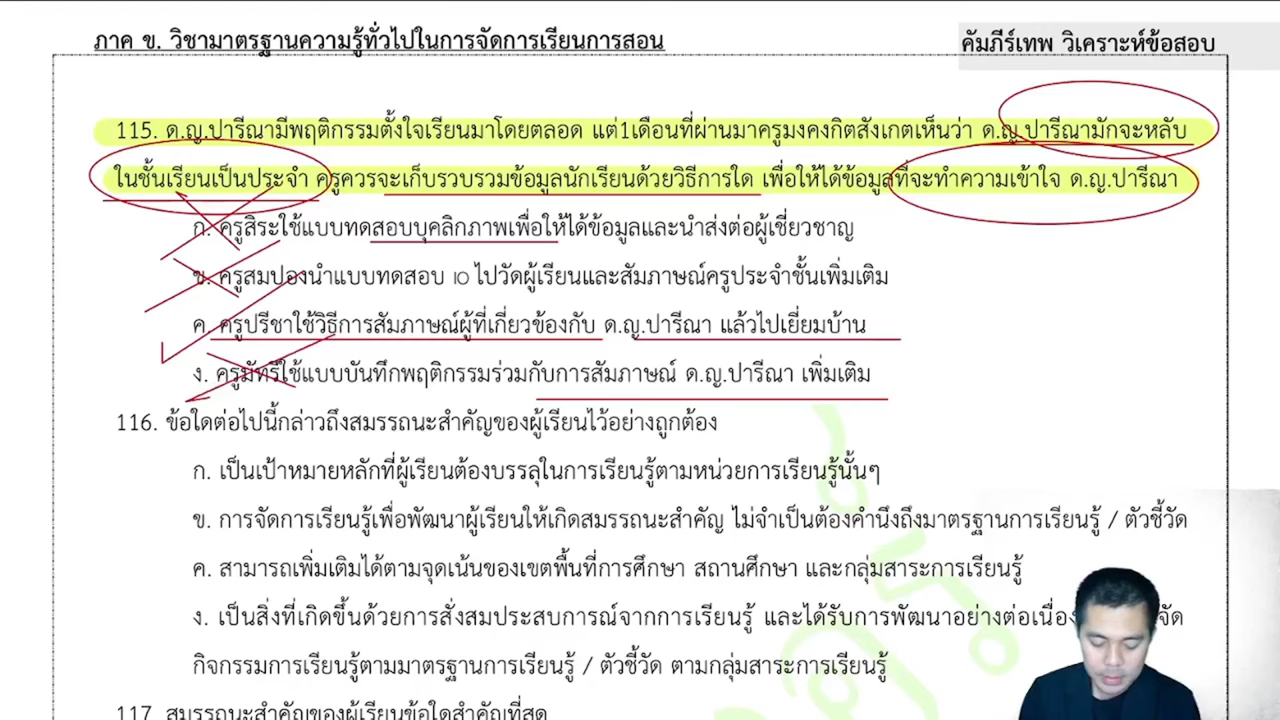 ภาค ข. วิชามาตรฐานความรู้ทั่วไปในการจัดการเรียนการสอน
คัมภีร์เทพ วิเคราะห์ข้อสอบ
115. ด.ญ.ปารีณามีพฤติกรรมตั้งใจเรียนมาโดยตลอด แต่1เดือนที่ผ่านมาครูมงคงกิตสังเกตเห็นว่า ด.ญ.ปารีณามักจะหลับ
ในชั้นเรียนเป็นประจำ ครูควรจะเก็บรวบรวมข้อมูลนักเรียนด้วยวิธีการใด เพื่อให้ได้ข้อมูลที่จะทำความเข้าใจ ด.ญ.ปารีณา
ก. ครูสิระใช้แบบทดสอบบุคลิกภาพเพื่อให้ได้ข้อมูลและนำส่งต่อผู้เชี่ยวชาญ
ข. ครูสมปองนำแบบทดสอบ IO ไปวัดผู้เรียนและสัมภาษณ์ครูประจำชั้นเพิ่มเติม
ค. ครูปรีชาใช้วิธีการสัมภาษณ์ผู้ที่เกี่ยวข้องกับ ด.ญ.ปารีณา แล้วไปเยี่ยมบ้าน
ง. ครูมัทรีใช้แบบบันทึกพฤติกรรมร่วมกับการสัมภาษณ์ ด.ญ.ปารีณา เพิ่มเติม
116. ข้อใดต่อไปนี้กล่าวถึงสมรรถนะสำคัญของผู้เรียนไว้อย่างถูกต้อง
ก. เป็นเป้าหมายหลักที่ผู้เรียนต้องบรรลุในการเรียนรู้ตามหน่วยการเรียนรู้นั้นๆ
ข. การจัดการเรียนรู้เพื่อพัฒนาผู้เรียนให้เกิดสมรรถนะสำคัญ ไม่จำเป็นต้องคำนึงถึงมาตรฐานการเรียนรู้ / ตัวชี้วัด
ค. สามารถเพิ่มเติมได้ตามจุดเน้นของเขตพื้นที่การศึกษา สถานศึกษา และกลุ่มสาระการเรียนรู้
ง. เป็นสิ่งที่เกิดขึ้นด้วยการสั่งสมประสบการณ์จากการเรียนรู้ และได้รับการพัฒนาอย่างต่อเนื่อง จัด
กิจกรรมการเรียนรู้ตามมาตรฐานการเรียนรู้ / ตัวชี้วัด ตามกลุ่มสาระการเรียนรู้
117. สมรรถนะสำคัญของผู้เรียนข้อใดสำคัญที่สุด